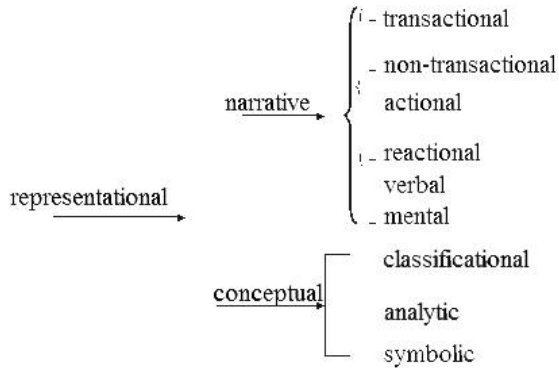 transactional
non-transactional
narrative
actional
reactional
verbal
representational
mental
classificational
conceptual
analytic
symbolic